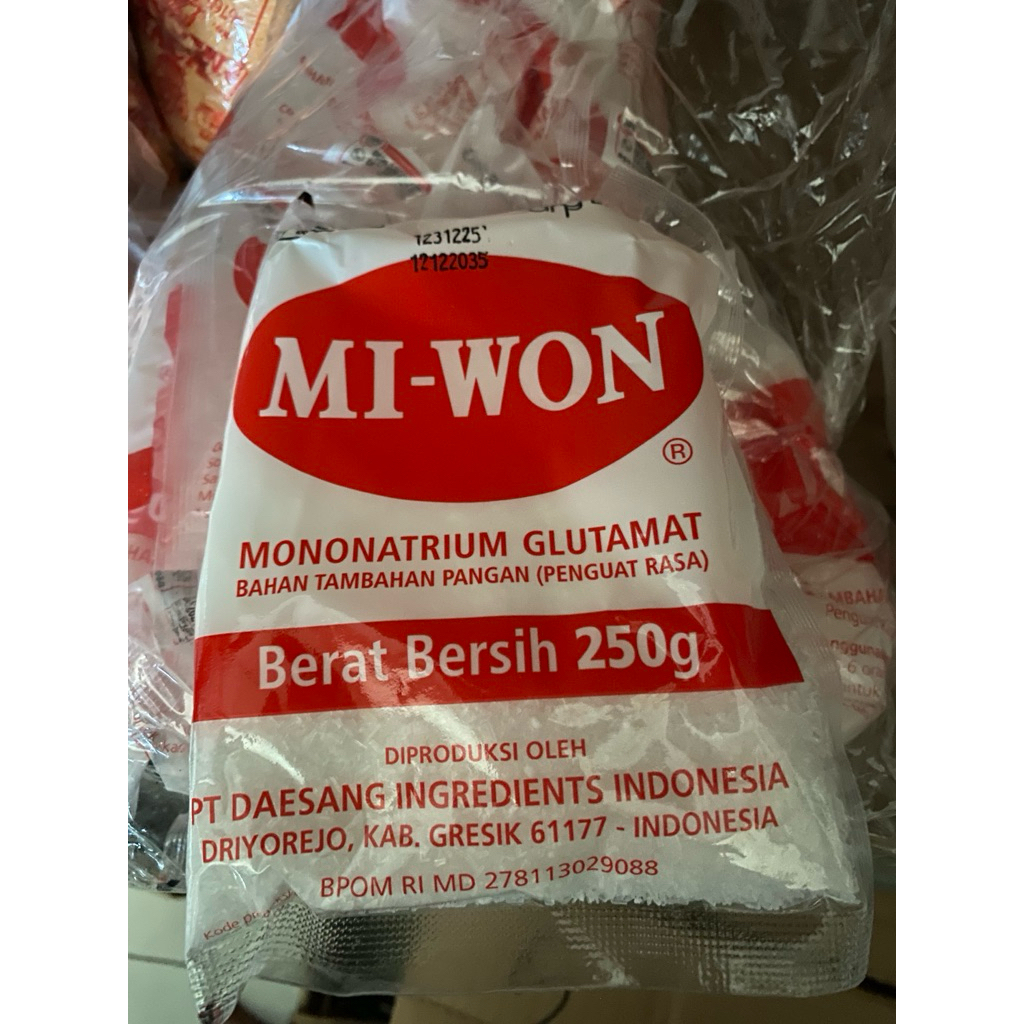 1231225
12122035
MI-WON
®
MONONATRIUM GLUTAMAT
BAHAN TAMBAHAN PANGAN (PENGUAT RASA)
Berat Bersih 250g
DIPRODUKSI OLEH
PT DAESANG INGREDIENTS INDONESIA
DRIYOREJO, KAB. GRESIK 61177 - INDONESIA
BPOM RI MD 278113029088
Kode